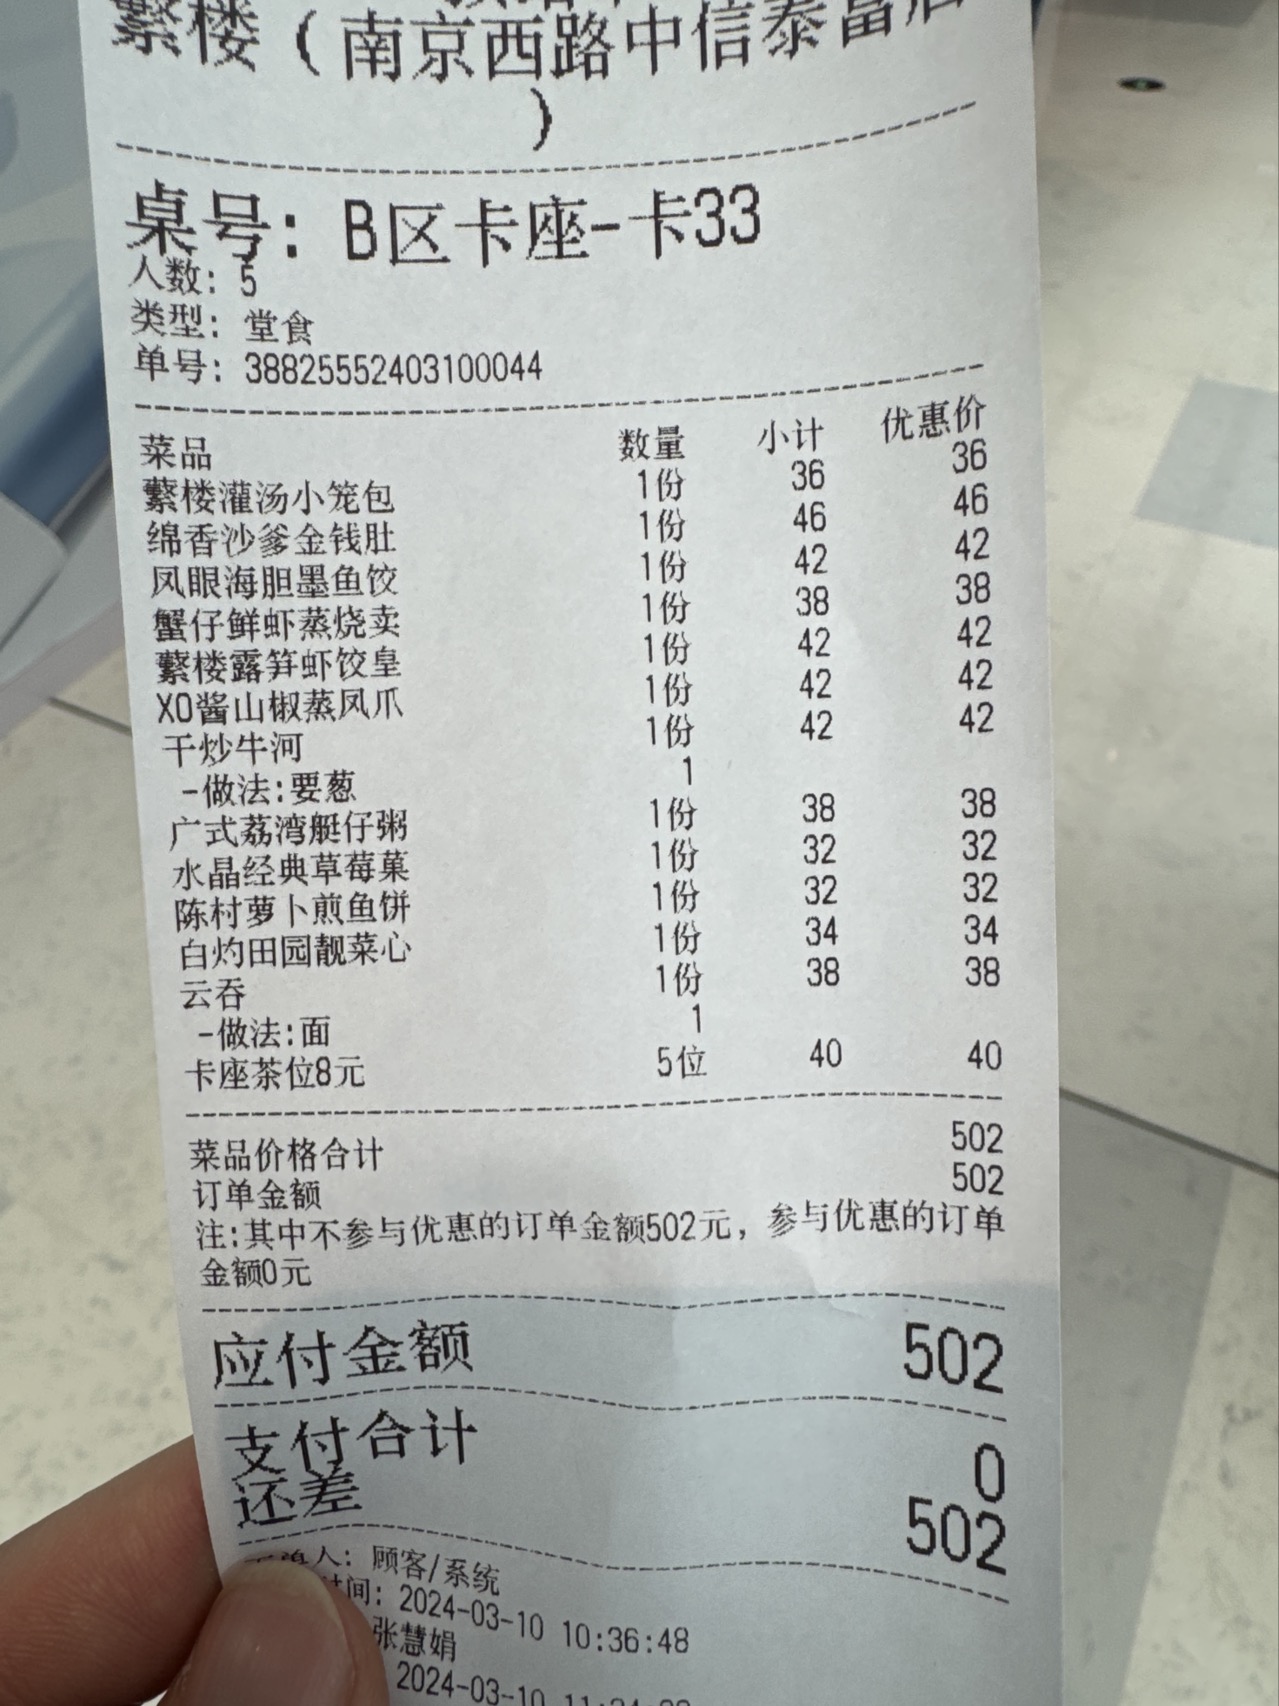 蘩楼（南京西路中信泰富店
）
桌号：B区卡座-卡33
人数：5
类型：堂食
单号：38825552403100044
菜品 数量 小计 优惠价
蘩楼灌汤小笼包 1份 36 36
绵香沙爹金钱肚 1份 46 46
凤眼海胆墨鱼饺 1份 42 42
蟹仔鲜虾蒸烧卖 1份 38 38
蘩楼露笋虾饺皇 1份 42 42
XO酱山椒蒸凤爪 1份 42 42
干炒牛河 1份 42 42
-做法:要葱 1
广式荔湾艇仔粥 1份 38 38
水晶经典草莓菓 1份 32 32
陈村萝卜煎鱼饼 1份 32 32
白灼田园靓菜心 1份 34 34
云吞 1份 38 38
-做法:面 1
卡座茶位8元 5位 40 40
菜品价格合计 502
订单金额 502
注:其中不参与优惠的订单金额502元，参与优惠的订单
金额0元
应付金额 502
支付合计 0
还差 502
人：顾客/系统
间：2024-03-10 10:36:48
张慧娟
2024-03-10